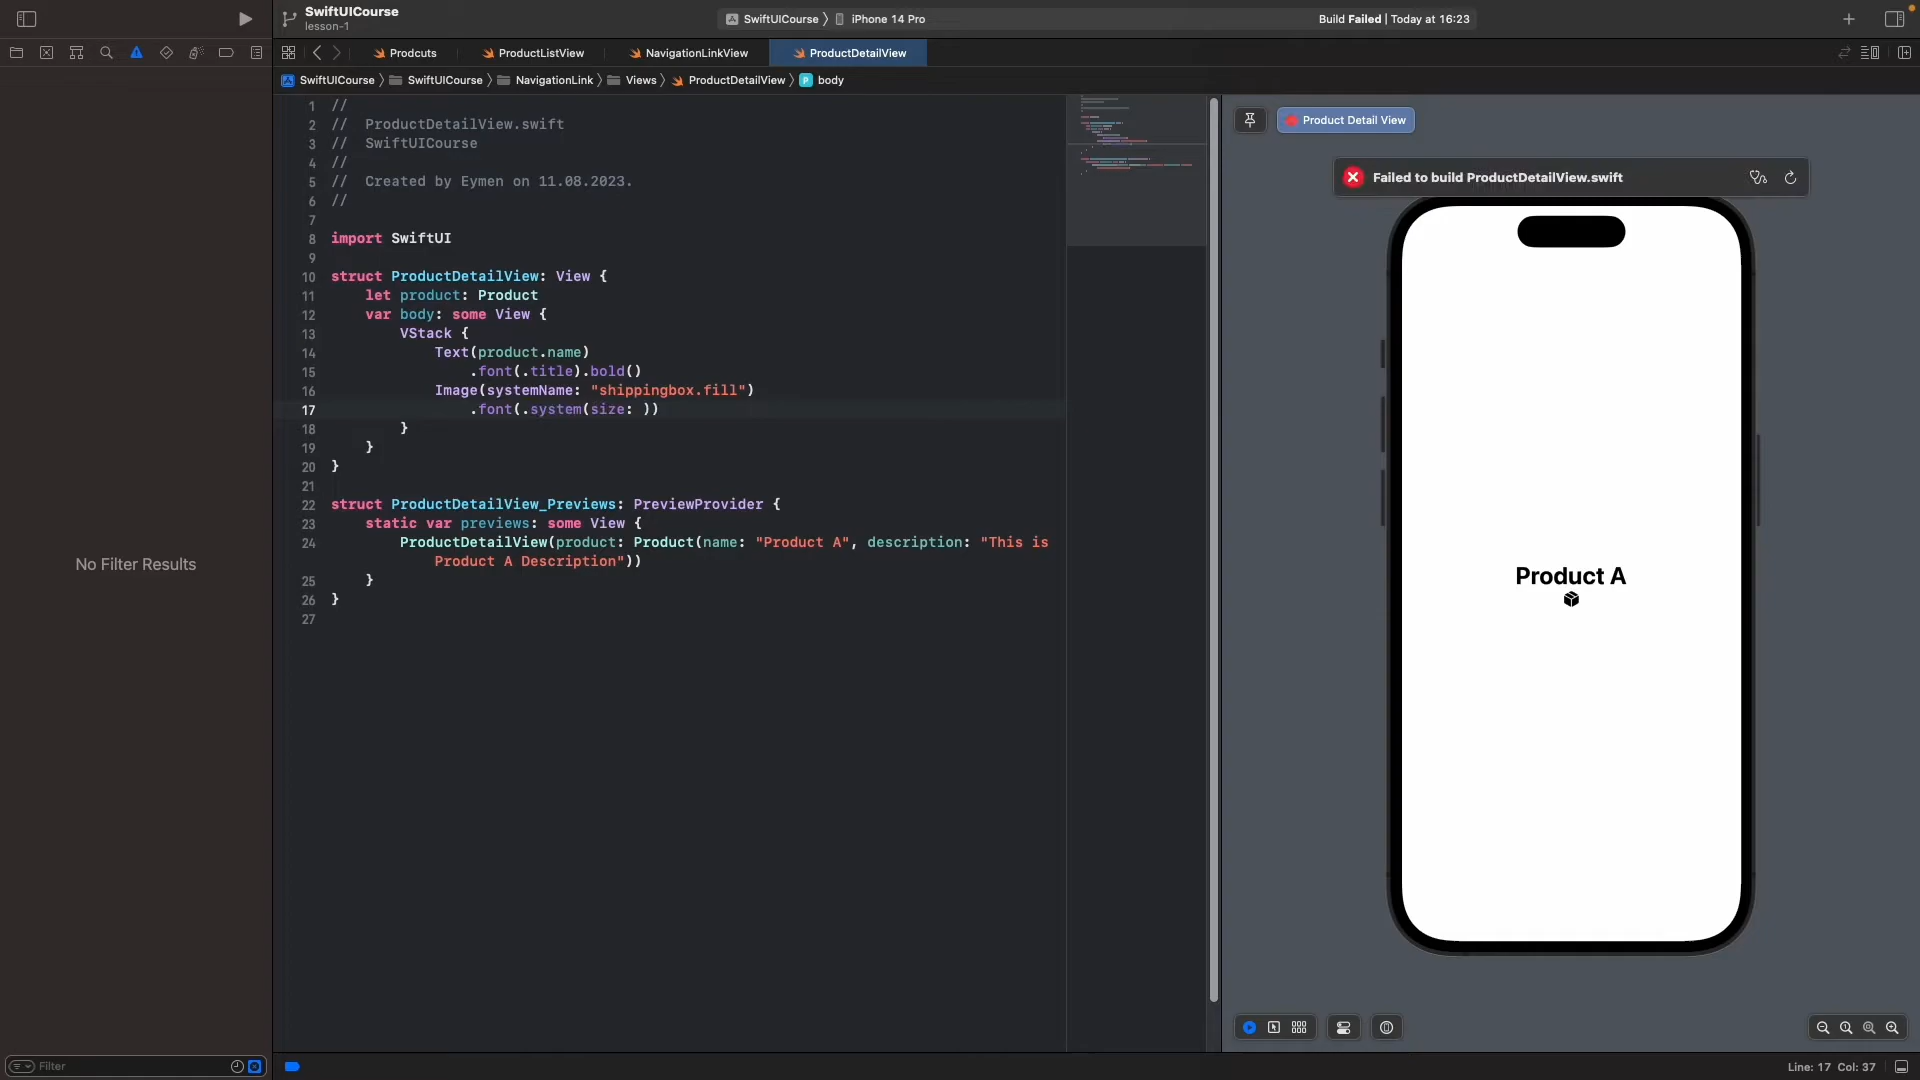 SwiftUICourse
lesson-1
SwiftUICourse 〉 iPhone 14 Pro
Build Failed | Today at 16:23
Prodcuts
ProductListView
NavigationLinkView
ProductDetailView
SwiftUICourse 〉 SwiftUICourse 〉 NavigationLink 〉 Views 〉 ProductDetailView 〉 P body
1 //
2 //  ProductDetailView.swift
3 //  SwiftUICourse
4 //
5 //  Created by Eymen on 11.08.2023.
6 //
7
8 import SwiftUI
9
10 struct ProductDetailView: View {
11     let product: Product
12     var body: some View {
13         VStack {
14             Text(product.name)
15                 .font(.title).bold()
16             Image(systemName: "shippingbox.fill")
17                 .font(.system(size: ))
18         }
19     }
20 }
21
22 struct ProductDetailView_Previews: PreviewProvider {
23     static var previews: some View {
24         ProductDetailView(product: Product(name: "Product A", description: "This is
Product A Description"))
25     }
26 }
27
No Filter Results
Product Detail View
Failed to build ProductDetailView.swift
Product A
Filter
Line: 17 Col: 37